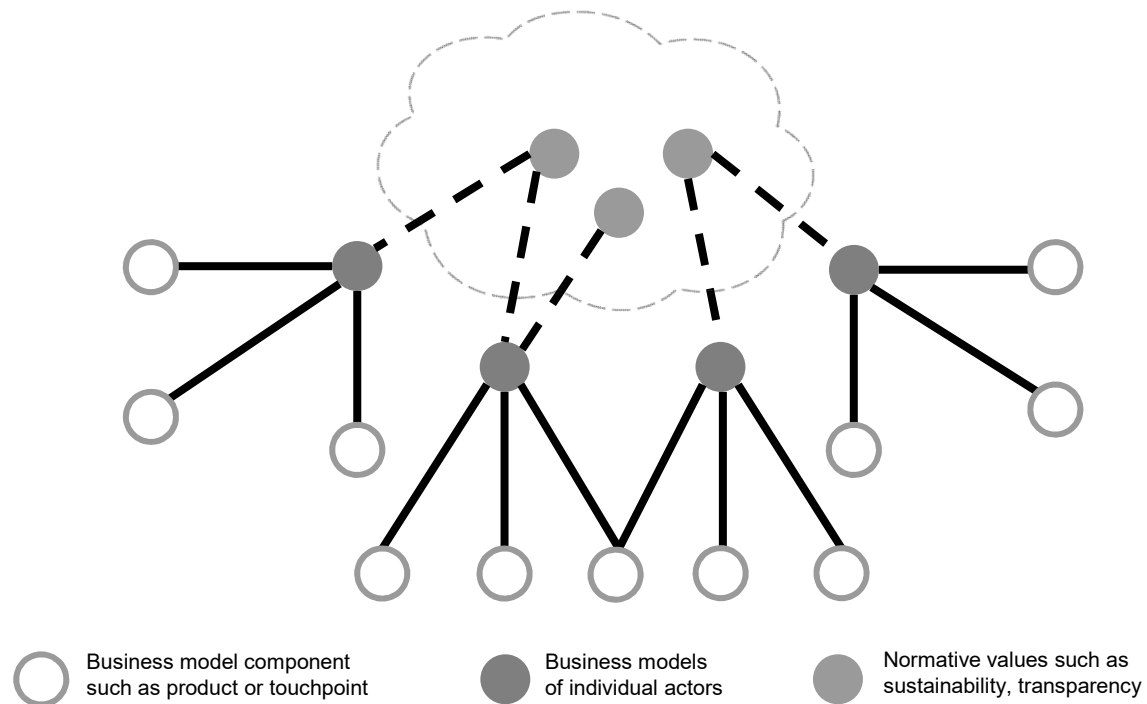 Business model component
such as product or touchpoint
Business models
of individual actors
Normative values such as
sustainability, transparency